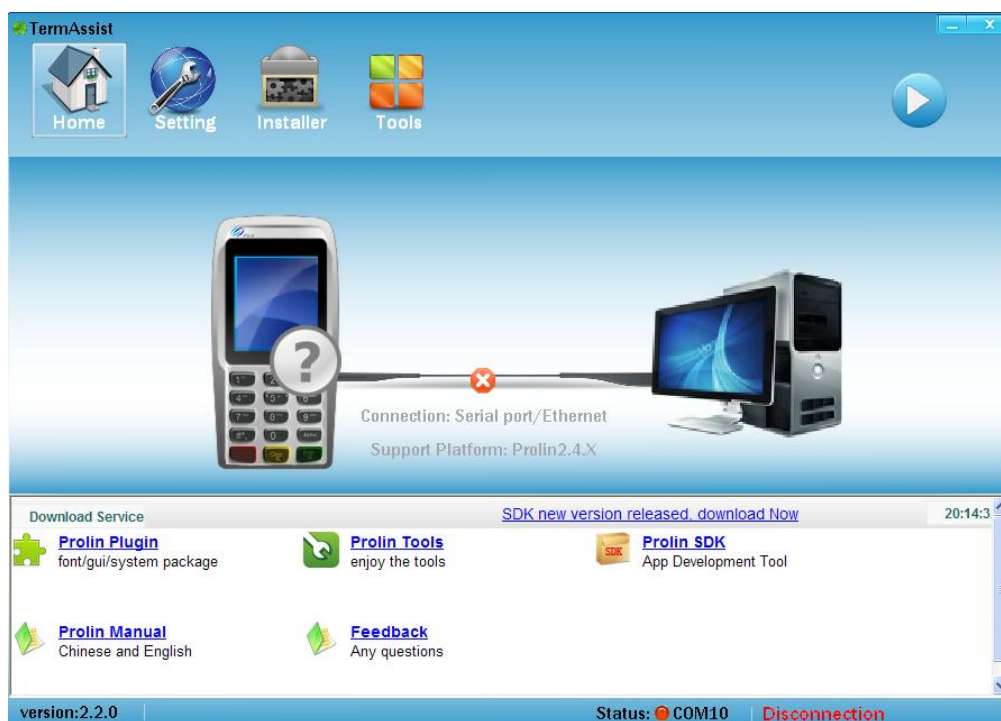 TermAssist
Home Setting Installer Tools
Connection: Serial port/Ethernet
Support Platform: Prolin2.4.X
Download Service SDK new version released, download Now 20:14:3
Prolin Plugin Prolin Tools Prolin SDK
font/gui/system package enjoy the tools App Development Tool
Prolin Manual Feedback
Chinese and English Any questions
version:2.2.0 Status: COM10 Disconnection